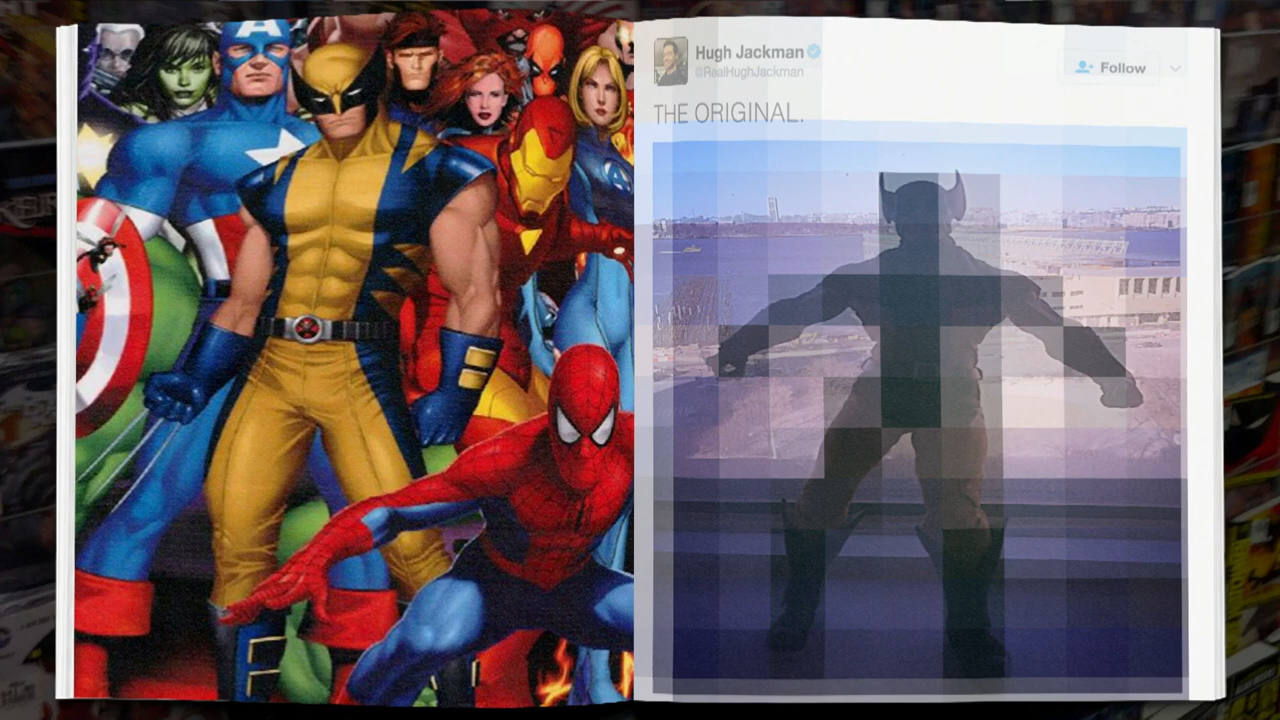 A
Hugh Jackman
@RealHughJackman
Follow
THE ORIGINAL.